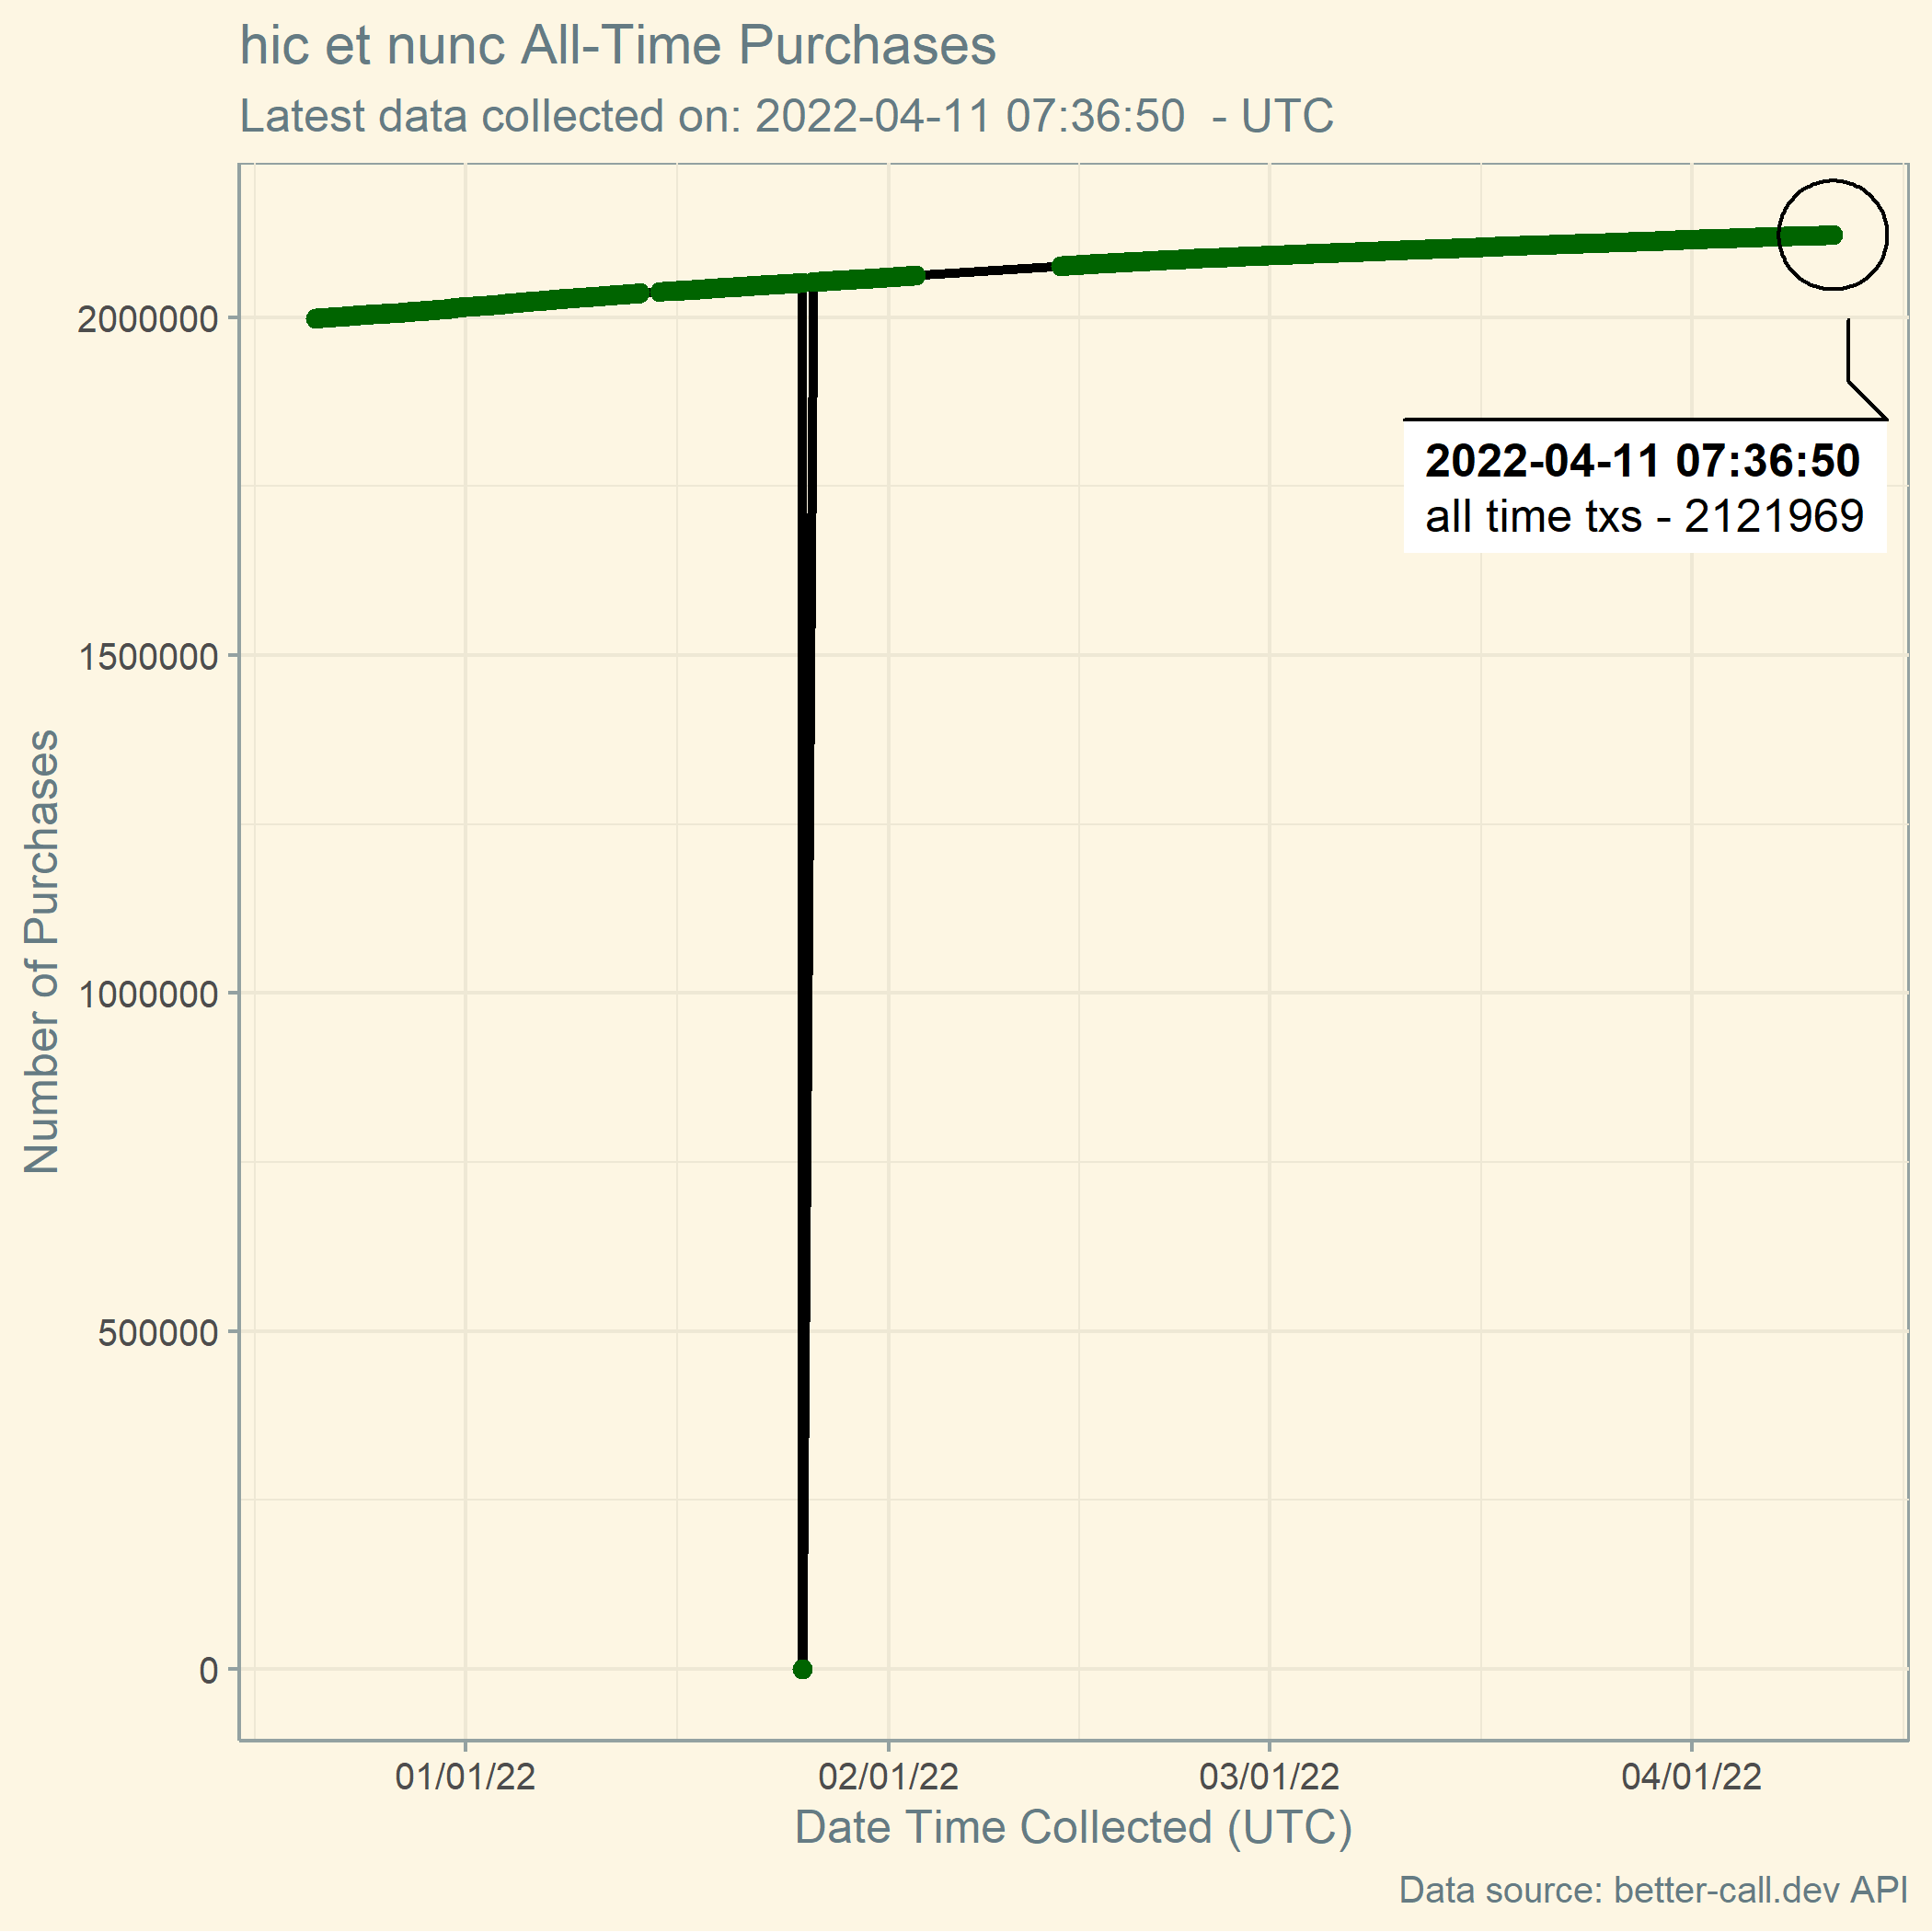 hic et nunc All-Time Purchases
Latest data collected on: 2022-04-11 07:36:50  - UTC
Number of Purchases
2000000
1500000
1000000
500000
0
2022-04-11 07:36:50
all time txs - 2121969
01/01/22
02/01/22
03/01/22
04/01/22
Date Time Collected (UTC)
Data source: better-call.dev API